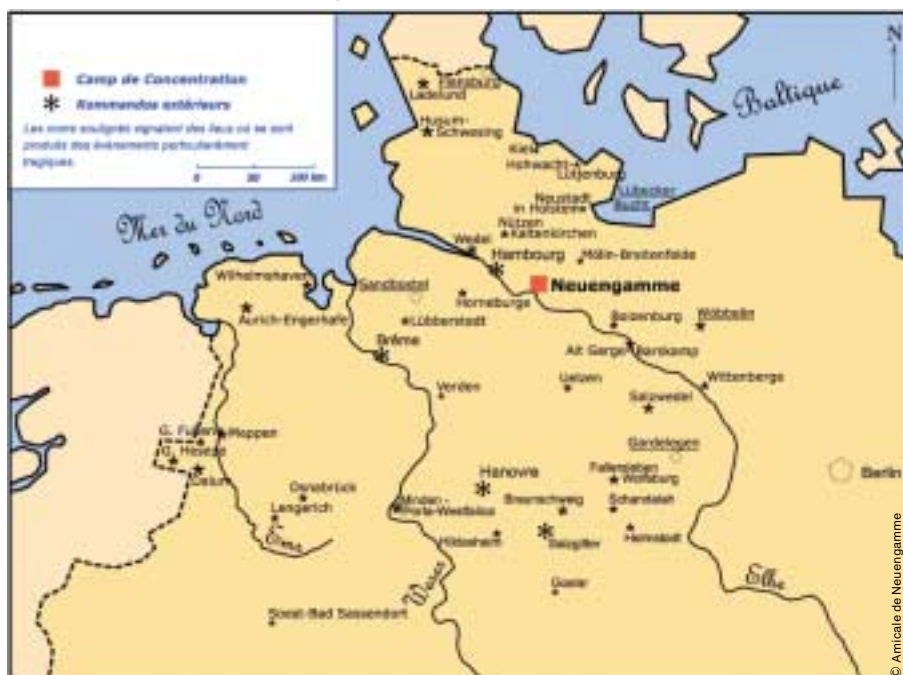 N
Camp de Concentration
Kommandos extérieurs
Les noms soulignés signalent des lieux où se sont
produits des événements particulièrement
tragiques.
0 50 100 km
Baltique
Mer du Nord
Flensburg
Ladelund
Husum-
Schwesing
Kiel
Hohwacht
Lütjenburg
Neustadt
in Holstein
Lübecker
Bucht
Nützen
Kaltenkirchen
Wedel
Hambourg
Mölln-Breitenfelde
Neuengamme
Wilhelmshaven
Sandbostel
Horneburg
Aurich-Engerhafe
Lübberstedt
Boizenburg
Wöbbelin
Brême
Alt Garge
Barskamp
Verden
Uelzen
Wittenberge
Salzwedel
G. Fullen
Meppen
G. Hesepe
Dalum
Gardelegen
Berlin
Hanovre
Fallersleben
Wolfsburg
Osnabrück
Lengerich
Minden -
Porta-Westfalica
Braunschweig
Schandelah
Ems
Hildesheim
Salzgitter
Helmstedt
Weser
Goslar
Elbe
Soest-Bad Sassendorf
© Amicale de Neuengamme